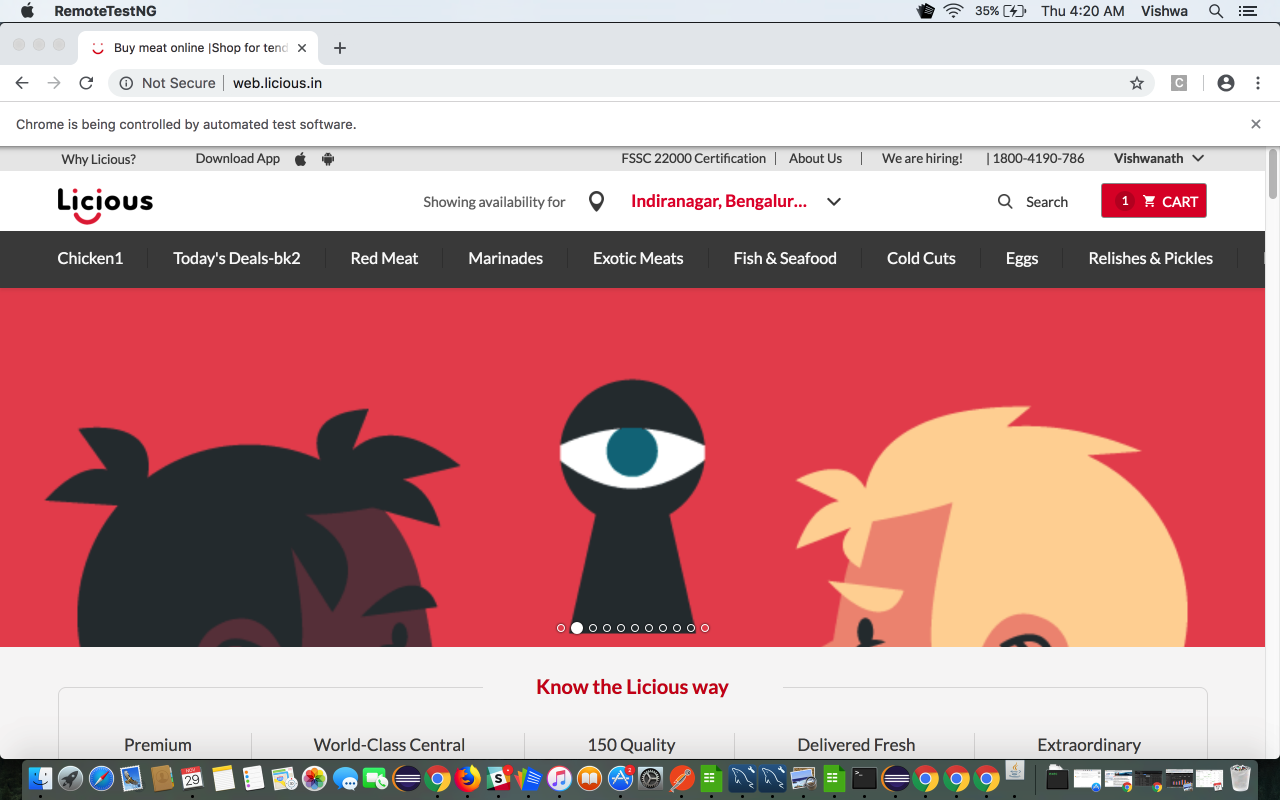 RemoteTestNG 35% Thu 4:20 AM Vishwa
Buy meat online |Shop for tend
Not Secure web.licious.in C
Chrome is being controlled by automated test software.
Why Licious? Download App FSSC 22000 Certification | About Us | We are hiring! | 1800-4190-786 Vishwanath
Licious Showing availability for Indiranagar, Bengalur... Search 1 CART
Chicken1 Today's Deals-bk2 Red Meat Marinades Exotic Meats Fish & Seafood Cold Cuts Eggs Relishes & Pickles
Know the Licious way
Premium World-Class Central 150 Quality Delivered Fresh Extraordinary
NOV
29